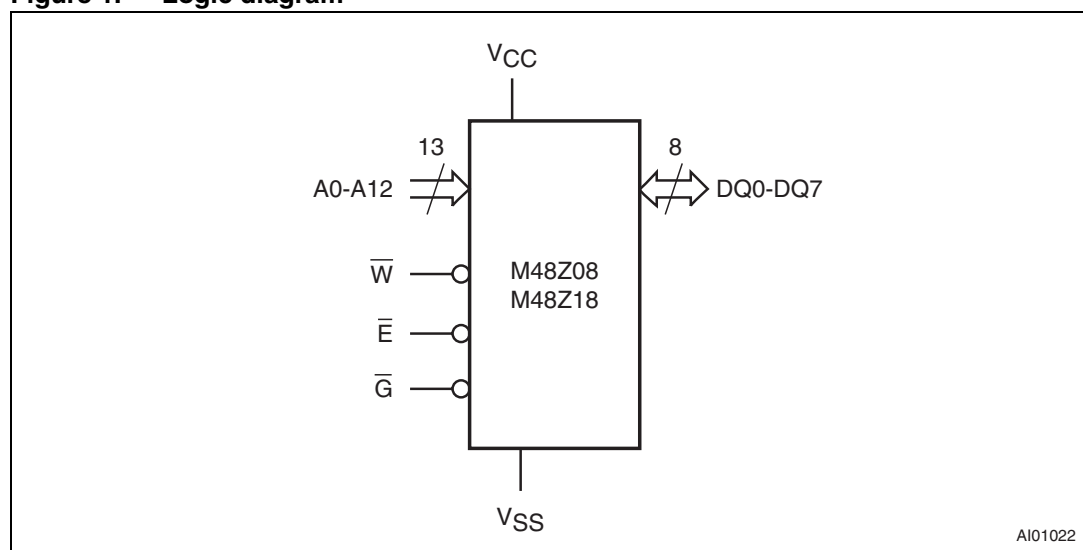 Figure 1. Logic diagram
VCC
13
8
A0-A12
DQ0-DQ7
W̅
M48Z08
M48Z18
E̅
G̅
VSS
AI01022